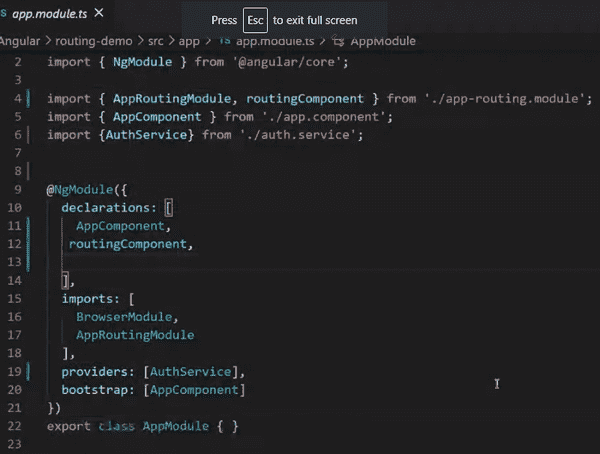 TS app.module.ts ×
Press Esc to exit full screen
Angular > routing-demo > src > app > TS app.module.ts > AppModule
2 import { NgModule } from '@angular/core';
3
4 import { AppRoutingModule, routingComponent } from './app-routing.module';
5 import { AppComponent } from './app.component';
6 import {AuthService} from './auth.service';
7
8
9 @NgModule({
10 declarations: [
11 AppComponent,
12 routingComponent,
13
14 ],
15 imports: [
16 BrowserModule,
17 AppRoutingModule
18 ],
19 providers: [AuthService],
20 bootstrap: [AppComponent]
21 })
22 export class AppModule { }
23